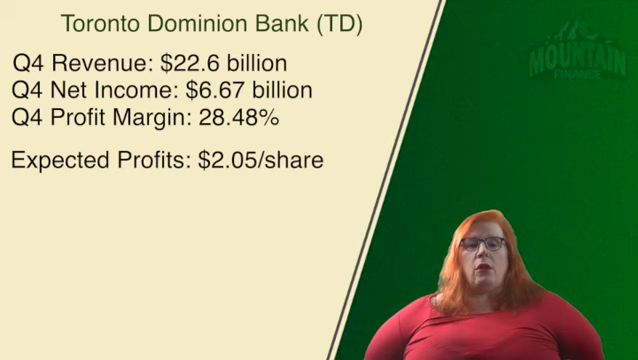 Toronto Dominion Bank (TD)
Q4 Revenue: $22.6 billion
Q4 Net Income: $6.67 billion
Q4 Profit Margin: 28.48%
Expected Profits: $2.05/share
MOUNTAIN
FINANCE